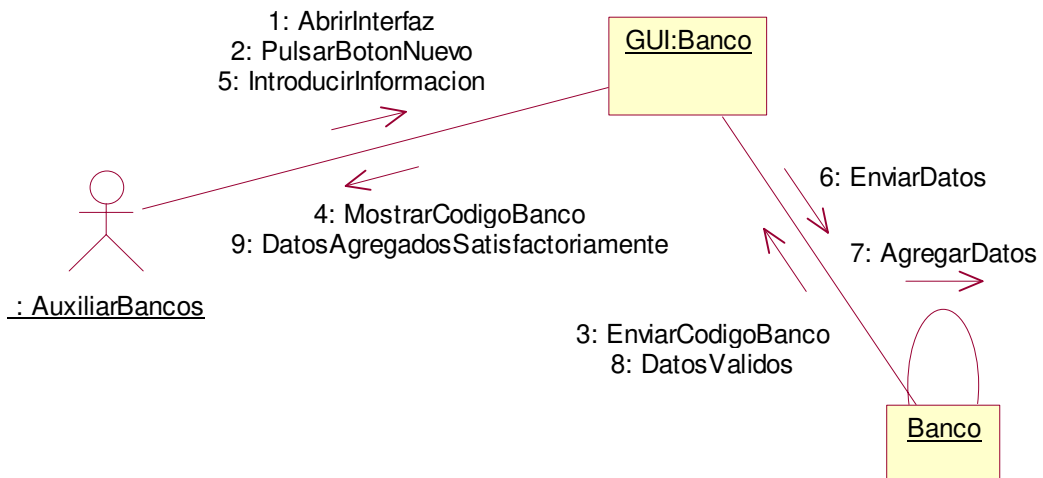 1: AbrirInterfaz
2: PulsarBotonNuevo
5: IntroducirInformacion
GUI:Banco
4: MostrarCodigoBanco
9: DatosAgregadosSatisfactoriamente
: AuxiliarBancos
6: EnviarDatos
7: AgregarDatos
3: EnviarCodigoBanco
8: DatosValidos
Banco